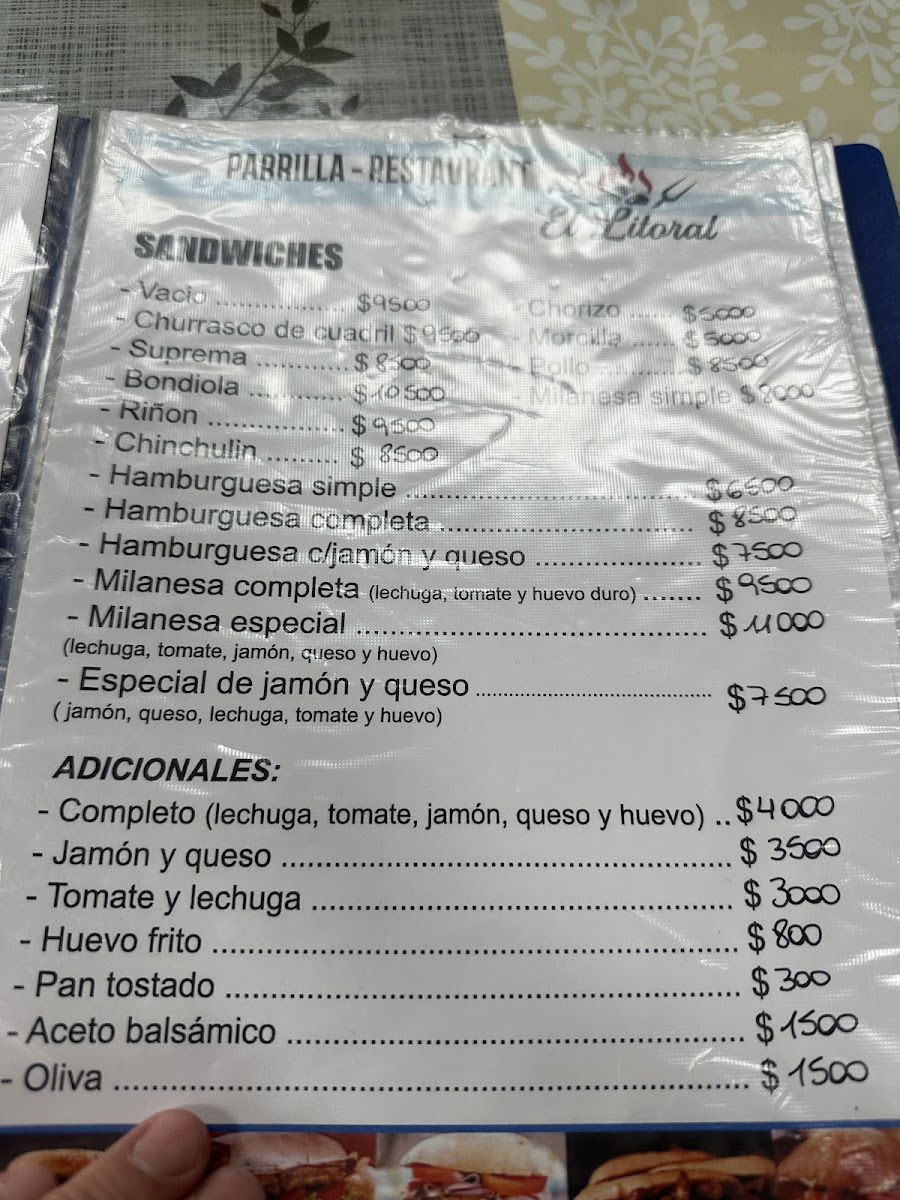 PARRILLA - RESTAURANT
El Litoral
SANDWICHES
- Vacio ................ $9500
- Churrasco de cuadril $9500
- Suprema ............ $8500
- Bondiola ............ $10500
- Riñon ................. $9500
- Chinchulin ......... $ 8500
- Chorizo ...... $5000
- Morcilla ...... $5000
- Pollo ........... $8500
- Milanesa simple $8000
- Hamburguesa simple ..................................... $6500
- Hamburguesa completa ................................ $8500
- Hamburguesa c/jamón y queso ..................... $7500
- Milanesa completa (lechuga, tomate y huevo duro) ....... $9500
- Milanesa especial ............................................ $11000
(lechuga, tomate, jamón, queso y huevo)
- Especial de jamón y queso ........................................ $7500
( jamón, queso, lechuga, tomate y huevo)
ADICIONALES:
- Completo (lechuga, tomate, jamón, queso y huevo) .. $4000
- Jamón y queso ...................................................... $ 3500
- Tomate y lechuga .................................................. $ 3000
- Huevo frito ............................................................. $ 800
- Pan tostado ........................................................... $ 300
- Aceto balsámico .................................................... $1500
- Oliva ....................................................................... $ 1500